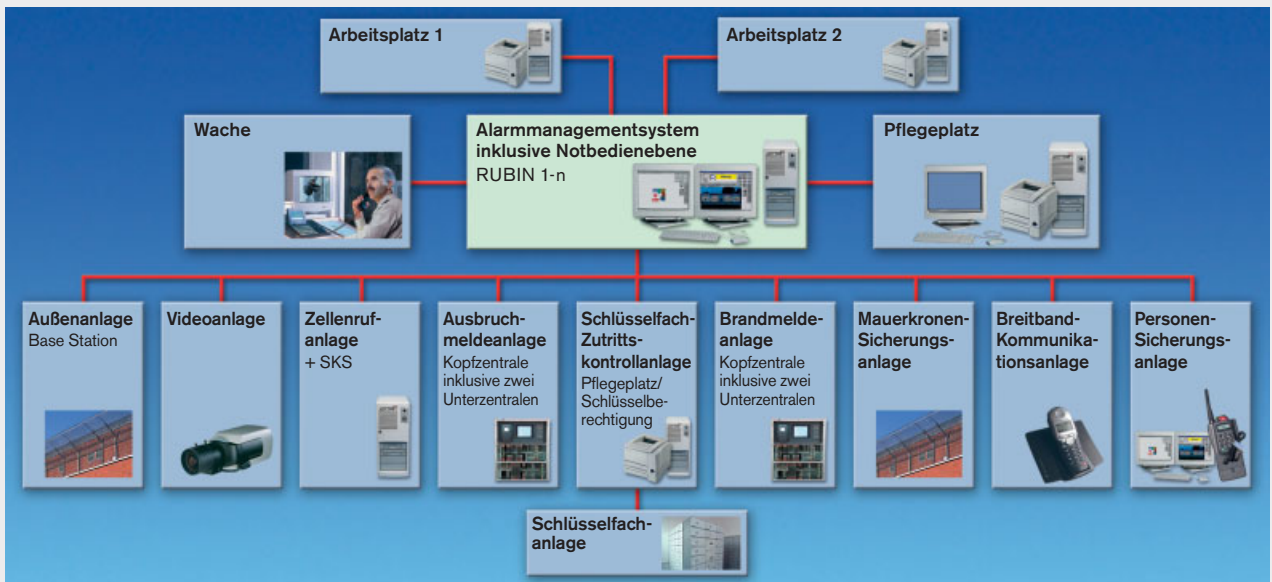 Arbeitsplatz 1
Arbeitsplatz 2
Wache
Alarmmanagementsystem
inklusive Notbedienebene
RUBIN 1-n
Pflegeplatz
Außenanlage
Base Station
Videoanlage
Zellenruf-
anlage
+ SKS
Ausbruch-
meldeanlage
Kopfzentrale
inklusive zwei
Unterzentralen
Schlüsselfach-
Zutritts-
kontrollanlage
Pflegeplatz/
Schlüsselbe-
rechtigung
Brandmelde-
anlage
Kopfzentrale
inklusive zwei
Unterzentralen
Mauerkronen-
Sicherungs-
anlage
Breitband-
Kommunika-
tionsanlage
Personen-
Sicherungs-
anlage
Schlüsselfach-
anlage